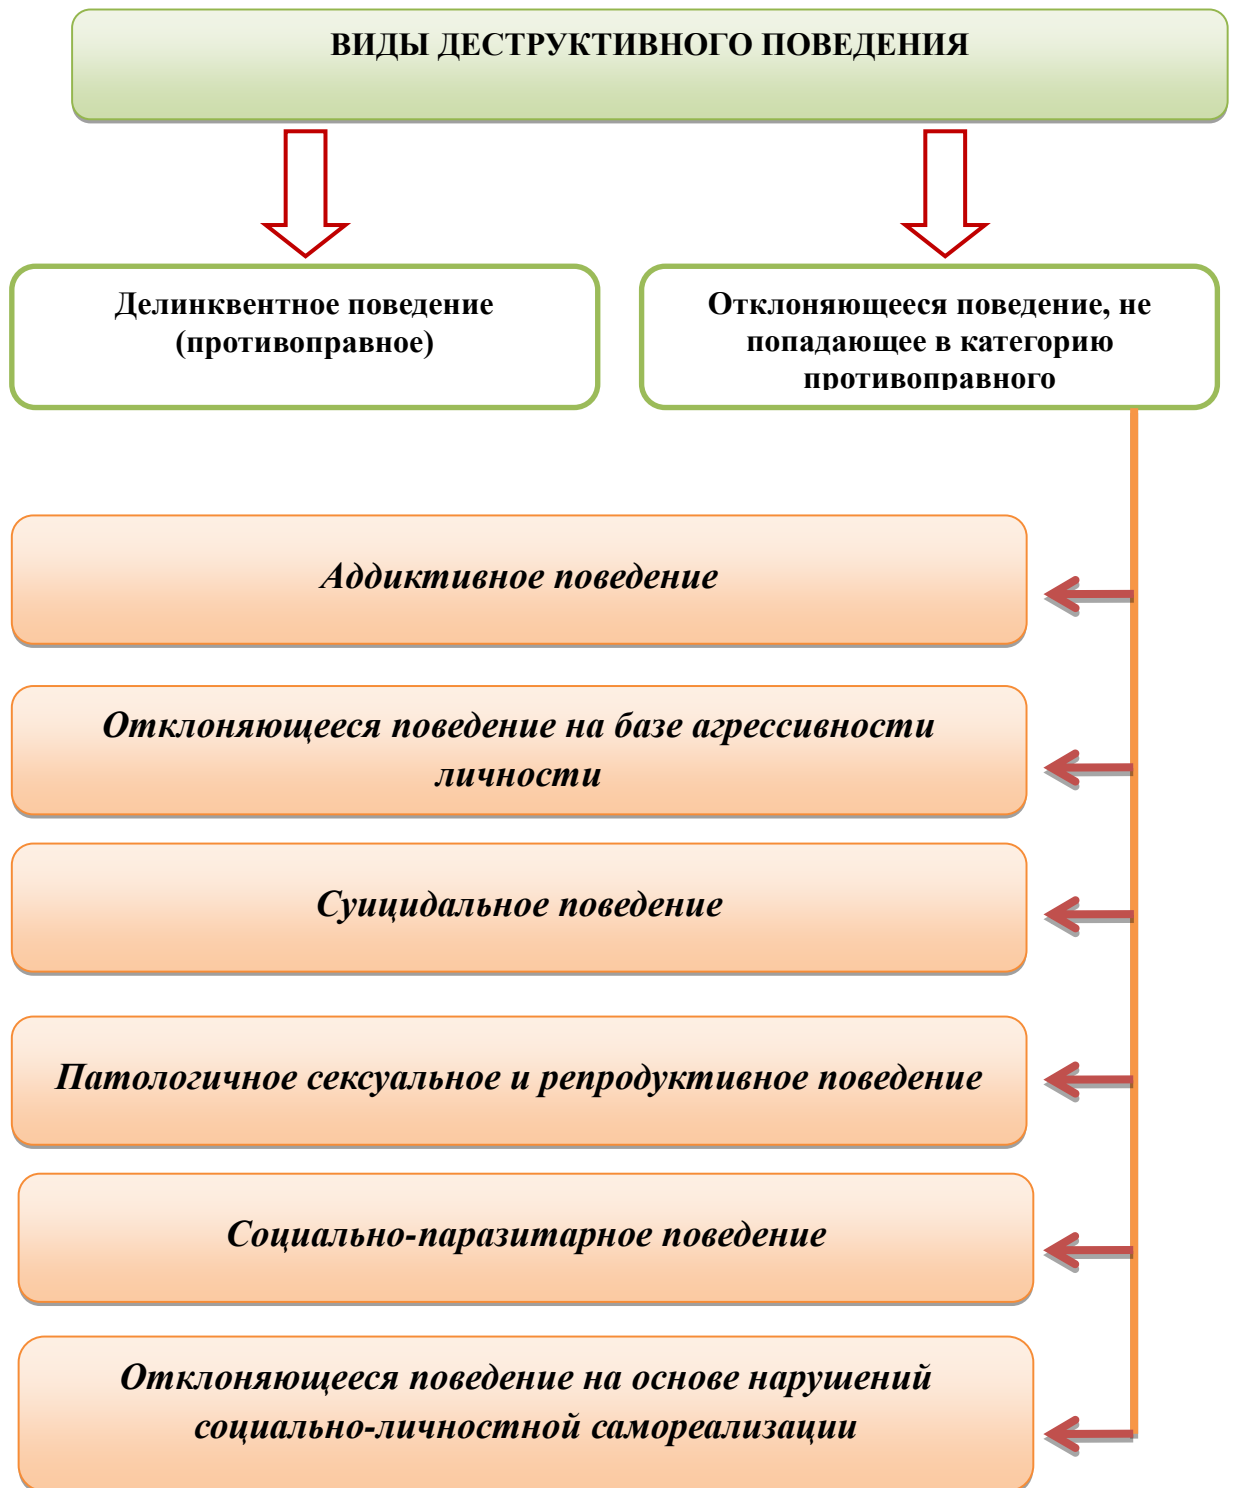 ВИДЫ ДЕСТРУКТИВНОГО ПОВЕДЕНИЯ
Делинквентное поведение
(противоправное)
Отклоняющееся поведение, не
попадающее в категорию
противоправного
Аддиктивное поведение
Отклоняющееся поведение на базе агрессивности
личности
Суицидальное поведение
Патологичное сексуальное и репродуктивное поведение
Социально-паразитарное поведение
Отклоняющееся поведение на основе нарушений
социально-личностной самореализации